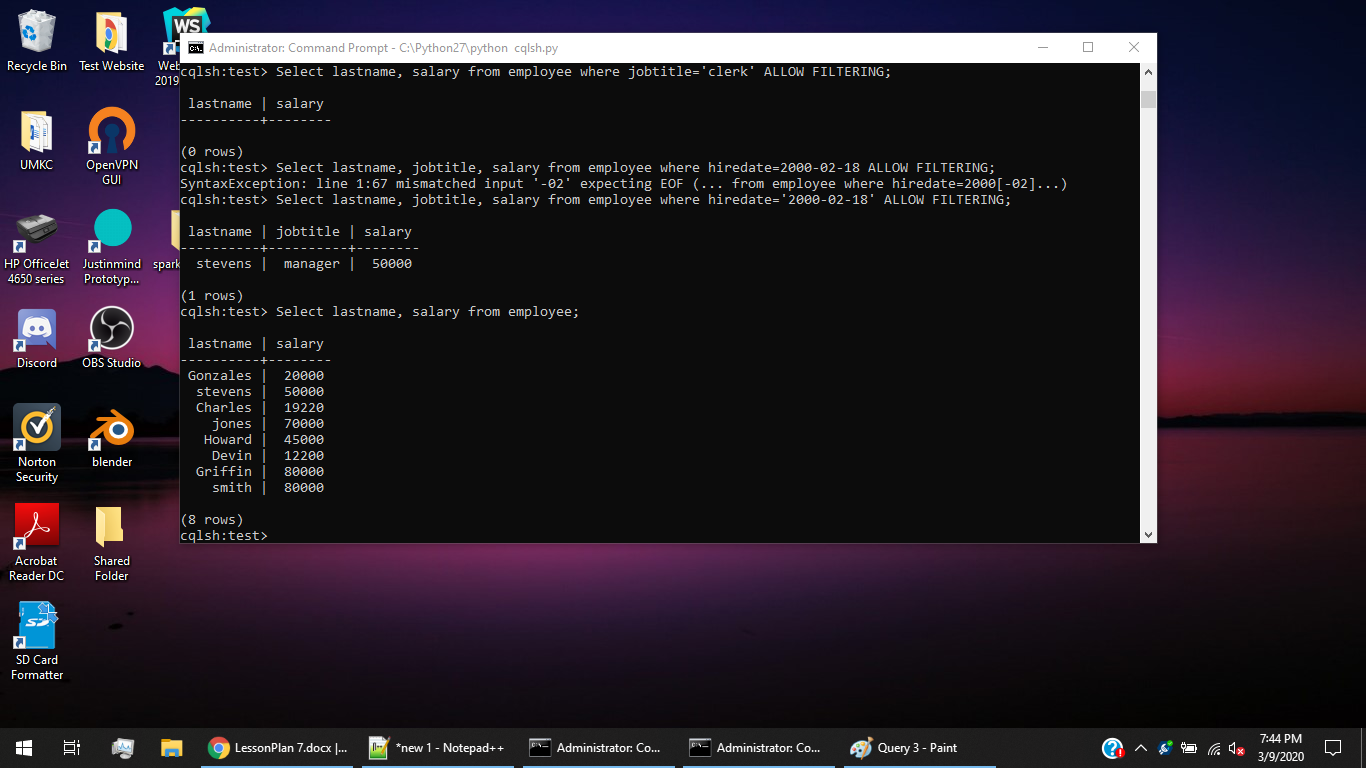 Recycle Bin
Test Website
Web
2019
UMKC
OpenVPN
GUI
HP OfficeJet
4650 series
Justinmind
Prototyp...
spark
Discord
OBS Studio
Norton
Security
blender
Acrobat
Reader DC
Shared
Folder
SD Card
Formatter
WS
Administrator: Command Prompt - C:\Python27\python  cqlsh.py
cqlsh:test> Select lastname, salary from employee where jobtitle='clerk' ALLOW FILTERING;
 lastname | salary
----------+--------
(0 rows)
cqlsh:test> Select lastname, jobtitle, salary from employee where hiredate=2000-02-18 ALLOW FILTERING;
SyntaxException: line 1:67 mismatched input '-02' expecting EOF (... from employee where hiredate=2000[-02]...)
cqlsh:test> Select lastname, jobtitle, salary from employee where hiredate='2000-02-18' ALLOW FILTERING;
 lastname | jobtitle | salary
----------+----------+--------
  stevens |  manager |  50000
(1 rows)
cqlsh:test> Select lastname, salary from employee;
 lastname | salary
----------+--------
 Gonzales |  20000
  stevens |  50000
  Charles |  19220
    jones |  70000
   Howard |  45000
    Devin |  12200
  Griffin |  80000
    smith |  80000
(8 rows)
cqlsh:test>
LessonPlan 7.docx |...
*new 1 - Notepad++
Administrator: Co...
Administrator: Co...
Query 3 - Paint
7:44 PM
3/9/2020